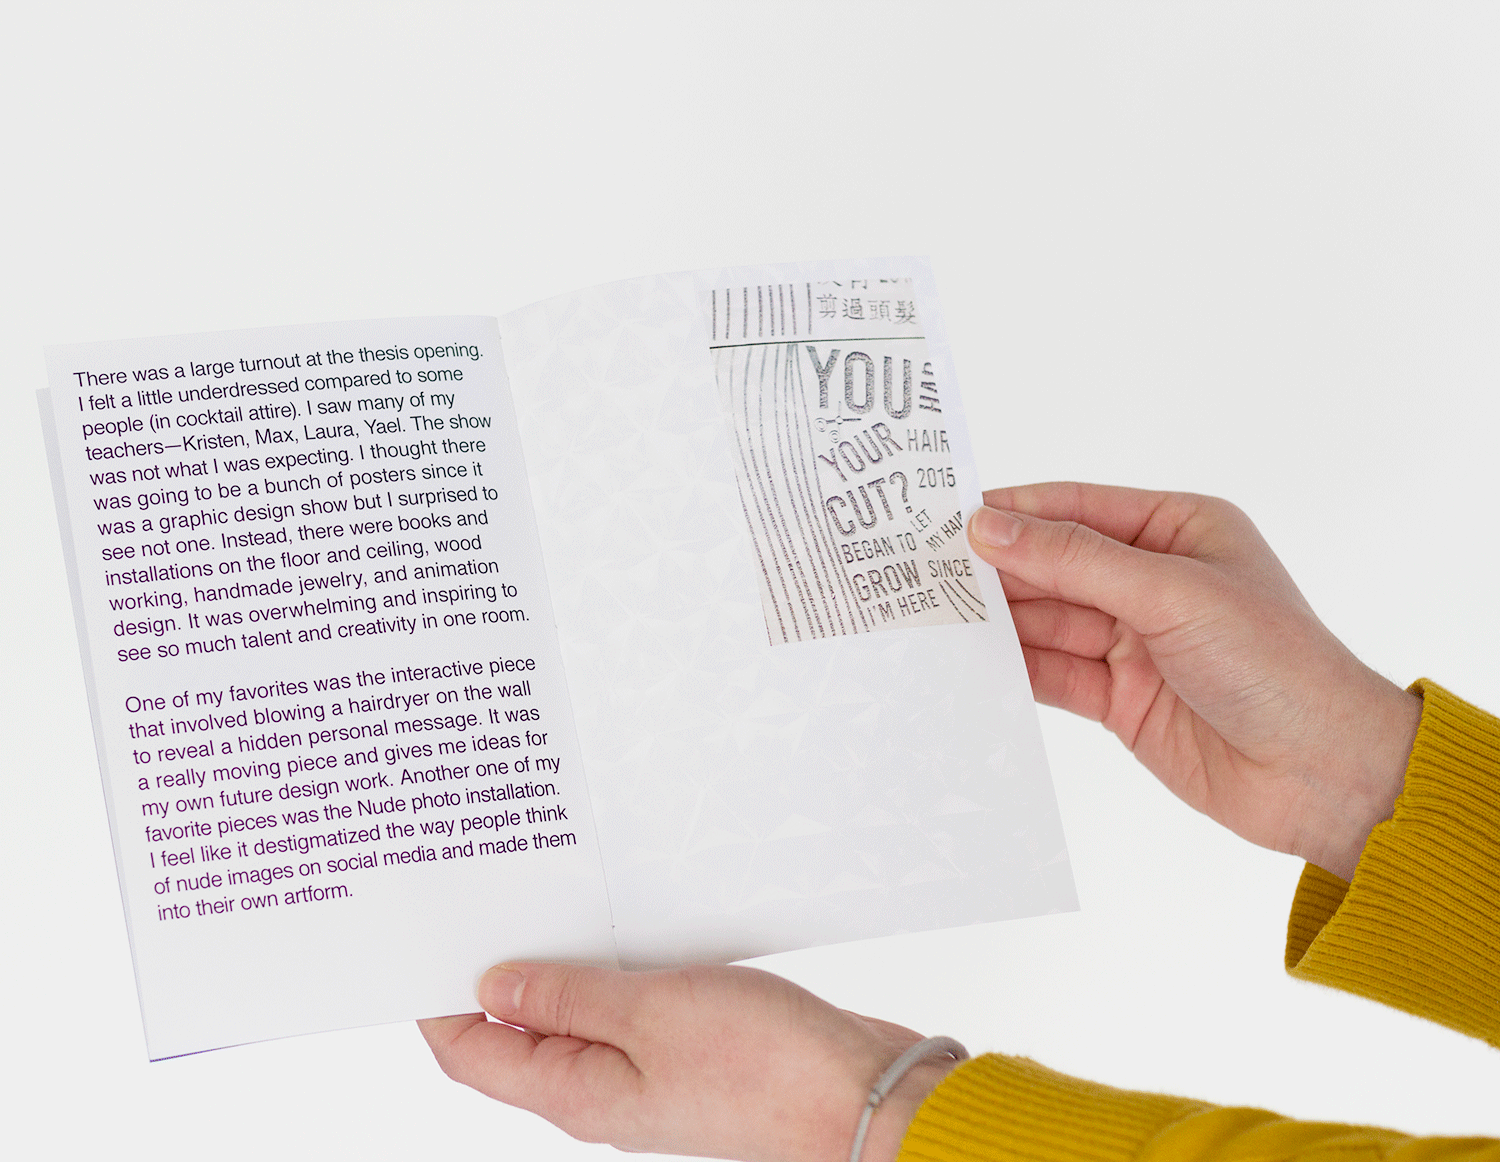 There was a large turnout at the thesis opening.
I felt a little underdressed compared to some
people (in cocktail attire). I saw many of my
teachers—Kristen, Max, Laura, Yael. The show
was not what I was expecting. I thought there
was going to be a bunch of posters since it
was a graphic design show but I surprised to
see not one. Instead, there were books and
installations on the floor and ceiling, wood
working, handmade jewelry, and animation
design. It was overwhelming and inspiring to
see so much talent and creativity in one room.
One of my favorites was the interactive piece
that involved blowing a hairdryer on the wall
to reveal a hidden personal message. It was
a really moving piece and gives me ideas for
my own future design work. Another one of my
favorite pieces was the Nude photo installation.
I feel like it destigmatized the way people think
of nude images on social media and made them
into their own artform.
剪過頭髮
YOU
YOUR HAIR
CUT? 2015
BEGAN TO LET
MY HAIR
GROW SINCE
I'M HERE